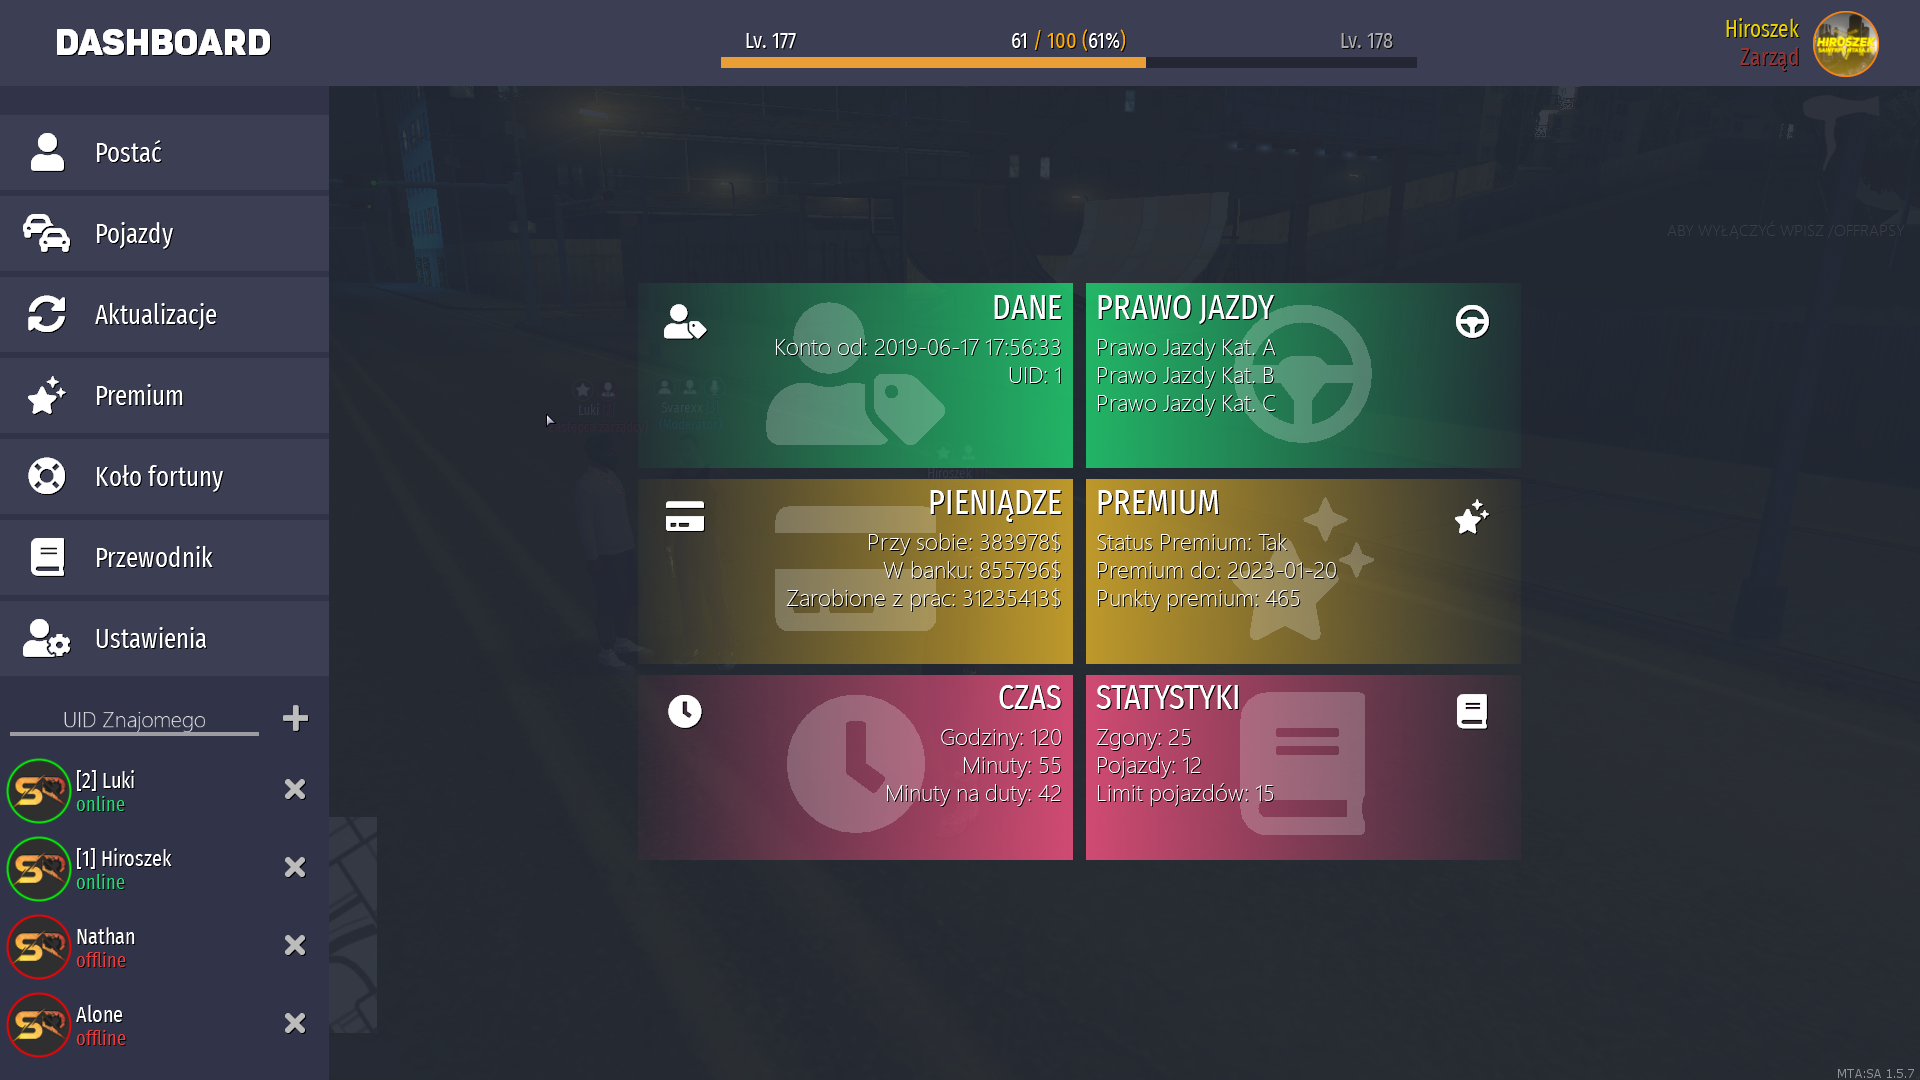 DASHBOARD
Lv. 177
61 / 100 (61%)
Lv. 178
Hiroszek
Zarząd
HIROSZEK
Postać
Pojazdy
Aktualizacje
Premium
Koło fortuny
Przewodnik
Ustawienia
UID Znajomego
[2] Luki
online
[1] Hiroszek
online
Nathan
offline
Alone
offline
ABY WYŁĄCZYĆ WPISZ /OFFRAPSY
Luki
Svarexx
Hiroszek
DANE
Konto od: 2019-06-17 17:56:33
UID: 1
PRAWO JAZDY
Prawo Jazdy Kat. A
Prawo Jazdy Kat. B
Prawo Jazdy Kat. C
PIENIĄDZE
Przy sobie: 383978$
W banku: 855796$
Zarobione z prac: 31235413$
PREMIUM
Status Premium: Tak
Premium do: 2023-01-20
Punkty premium: 465
CZAS
Godziny: 120
Minuty: 55
Minuty na duty: 42
STATYSTYKI
Zgony: 25
Pojazdy: 12
Limit pojazdów: 15
MTA:SA 1.5.7